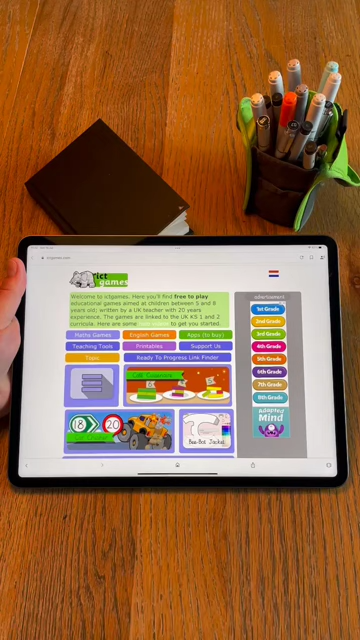 ictgames.com
ict
games
Welcome to ictgames. Here you'll find free to play
educational games aimed at children between 5 and 8
years old; written by a UK teacher with 20 years
experience. The games are linked to the UK KS 1 and 2
curricula. Here are some to get you started:
Maths Games
English Games
Apps (to buy)
Teaching Tools
Printables
Support Us
Topic
Ready To Progress Link Finder
18
20
Car Chooser
Bee-Bot Jacket
advertisement
1st Grade
2nd Grade
3rd Grade
4th Grade
5th Grade
6th Grade
7th Grade
8th Grade
Adapted
Mind